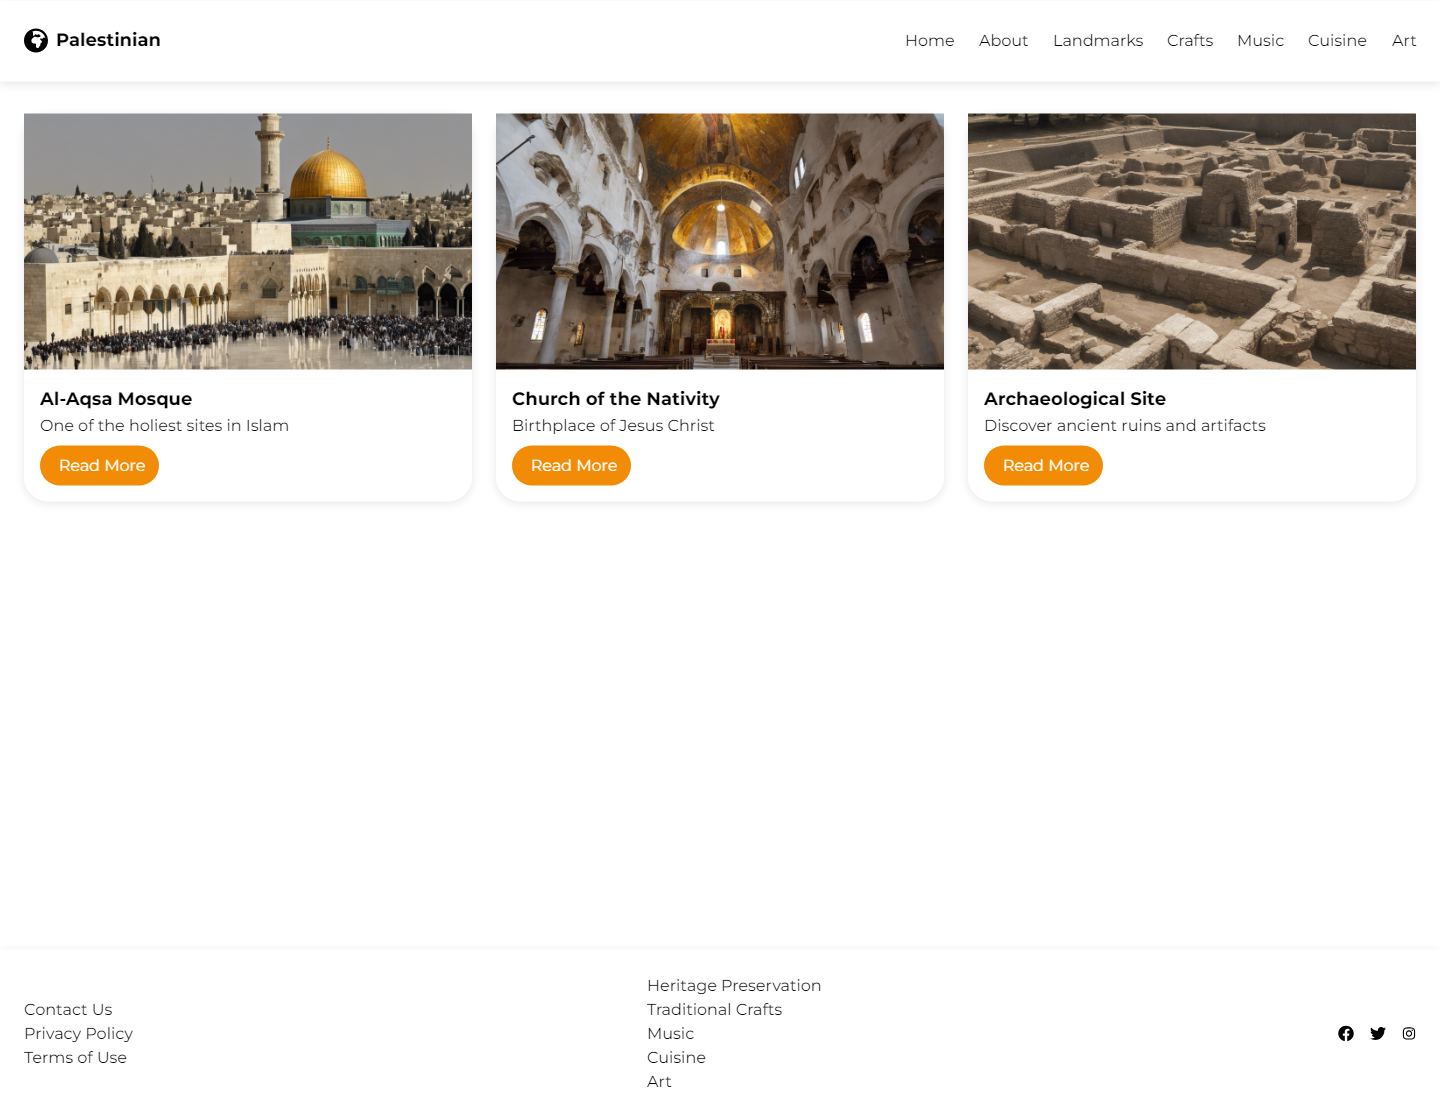 Palestinian
Home About Landmarks Crafts Music Cuisine Art
Al-Aqsa Mosque
One of the holiest sites in Islam
Read More
Church of the Nativity
Birthplace of Jesus Christ
Read More
Archaeological Site
Discover ancient ruins and artifacts
Read More
Contact Us
Privacy Policy
Terms of Use
Heritage Preservation
Traditional Crafts
Music
Cuisine
Art